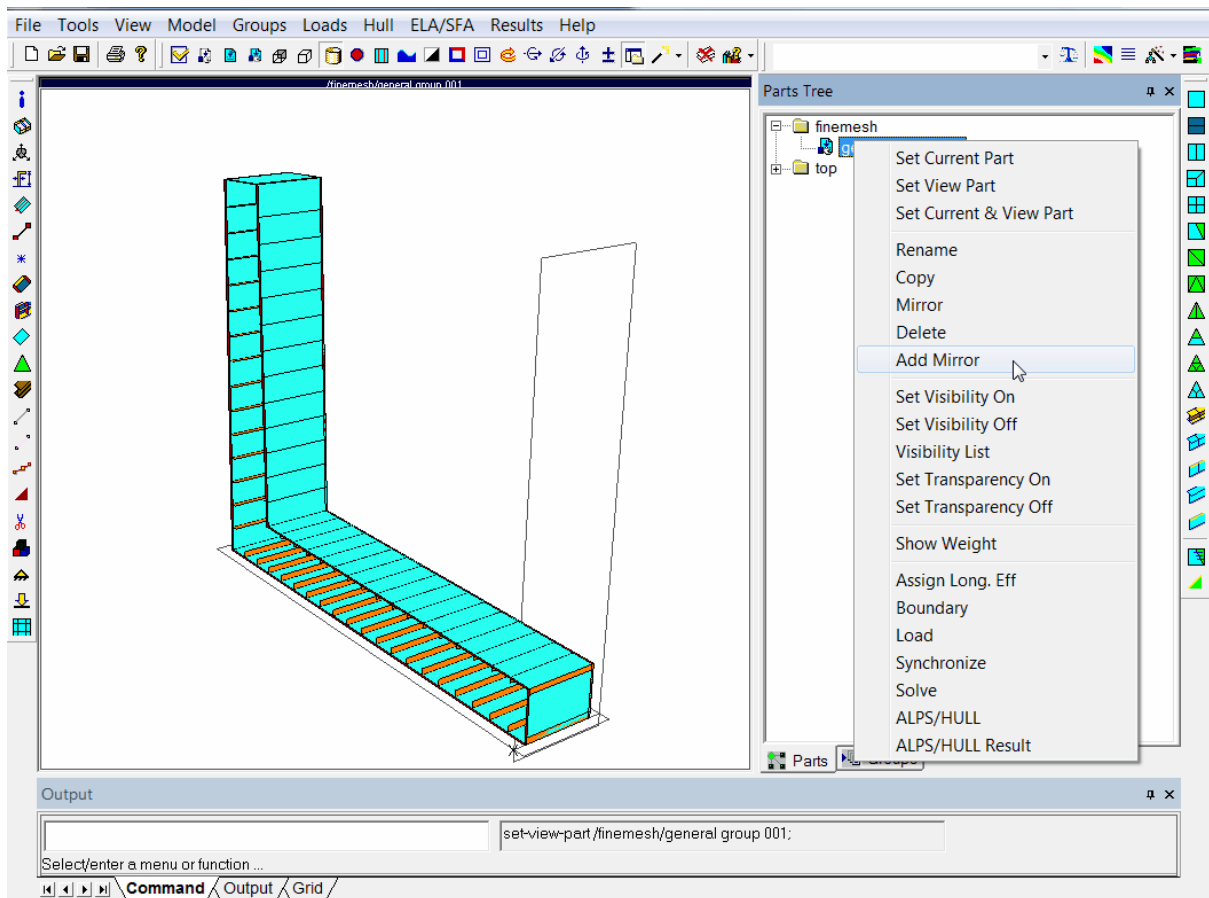 File Tools View Model Groups Loads Hull ELA/SFA Results Help
/finemesh/general group 001
Parts Tree
finemesh
top
Set Current Part
Set View Part
Set Current & View Part
Rename
Copy
Mirror
Delete
Add Mirror
Set Visibility On
Set Visibility Off
Visibility List
Set Transparency On
Set Transparency Off
Show Weight
Assign Long. Eff
Boundary
Load
Synchronize
Solve
ALPS/HULL
ALPS/HULL Result
Parts Groups
Output
set-view-part /finemesh/general group 001;
Select/enter a menu or function ...
Command Output Grid